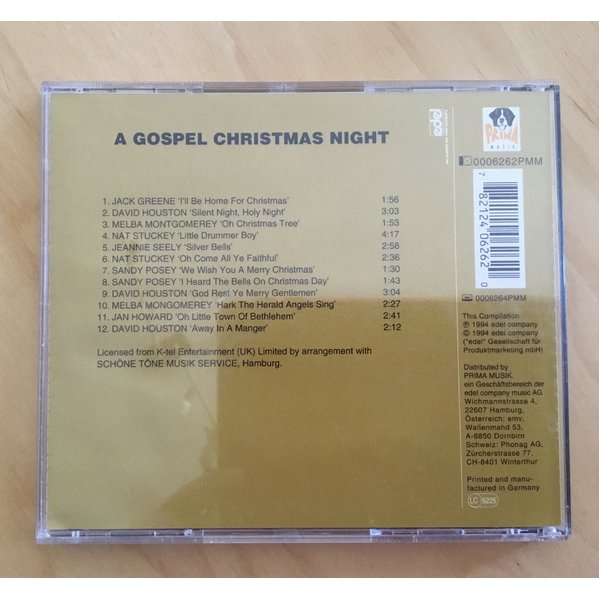 A GOSPEL CHRISTMAS NIGHT
1. JACK GREENE 'I'll Be Home For Christmas' 1:56
2. DAVID HOUSTON 'Silent Night, Holy Night' 3:03
3. MELBA MONTGOMEREY 'Oh Christmas Tree' 1:53
4. NAT STUCKEY 'Little Drummer Boy' 4:17
5. JEANNIE SEELY 'Silver Bells' 2:58
6. NAT STUCKEY 'Oh Come All Ye Faithful' 2:36
7. SANDY POSEY 'We Wish You A Merry Christmas' 1:30
8. SANDY POSEY 'I Heard The Bells On Christmas Day' 1:43
9. DAVID HOUSTON 'God Rest Ye Merry Gentlemen' 3:04
10. MELBA MONGOMEREY 'Hark The Herald Angels Sing' 2:27
11. JAN HOWARD 'Oh Little Town Of Bethlehem' 2:41
12. DAVID HOUSTON 'Away In A Manger' 2:12
Licensed from K-tel Entertainment (UK) Limited by arrangement with
SCHÖNE TÖNE MUSIK SERVICE, Hamburg.
edel
PRIMA
MUSIK
0006262PMM
7 82124 06262 0
0006264PMM
This Compilation
℗ 1994 edel company
© 1994 edel company
("edel" Gesellschaft für
Produktmarketing mbH)
Distributed by
PRIMA MUSIK.
ein Geschäftsbereich der
edel company music AG
Wichmannstrasse 4,
22607 Hamburg,
Österreich: emv,
Wallenmahd 53,
A-6850 Dornbirn
Schweiz: Phonag AG,
Zürcherstrasse 77.
CH-8401 Winterthur
Printed and manu-
factured in Germany
LC 5225